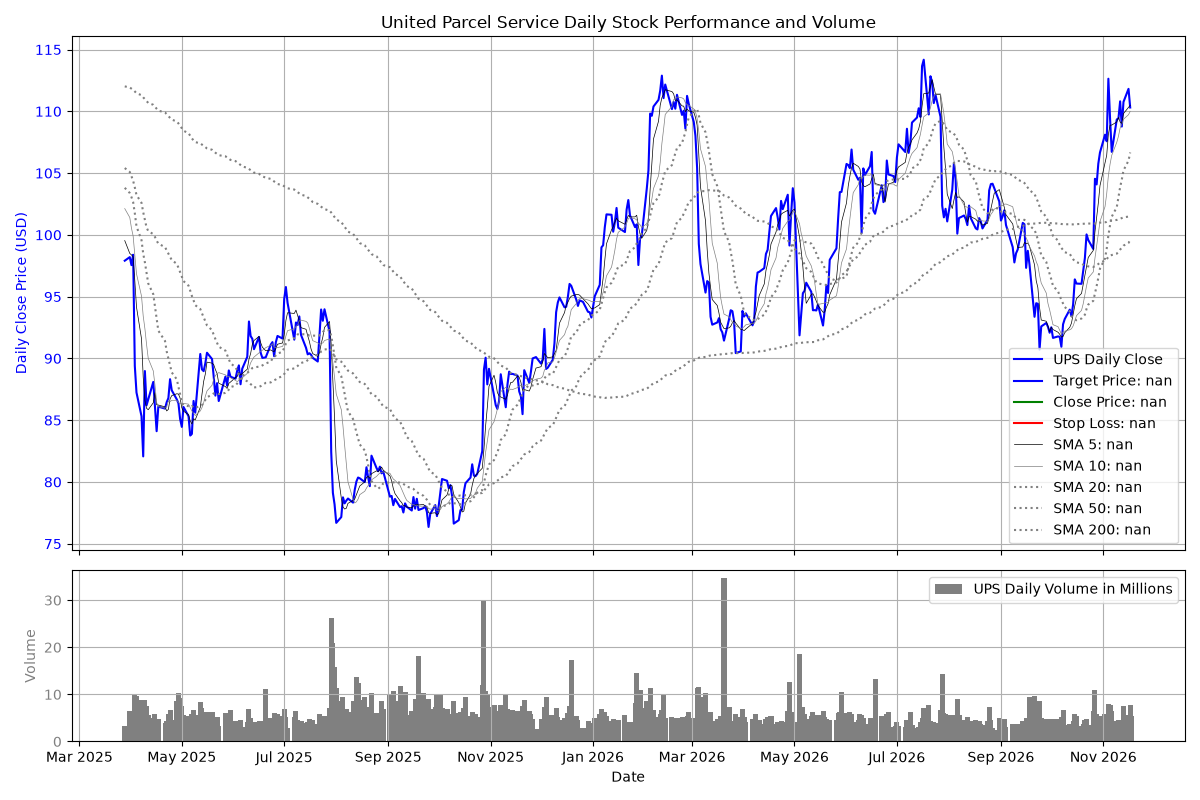 United Parcel Service Daily Stock Performance and Volume
Daily Close Price (USD)
115
110
105
100
95
90
85
80
75
UPS Daily Close
Target Price: nan
Close Price: nan
Stop Loss: nan
SMA 5: nan
SMA 10: nan
SMA 20: nan
SMA 50: nan
SMA 200: nan
Volume
30
20
10
0
UPS Daily Volume in Millions
Mar 2025 May 2025 Jul 2025 Sep 2025 Nov 2025 Jan 2026 Mar 2026 May 2026 Jul 2026 Sep 2026 Nov 2026
Date